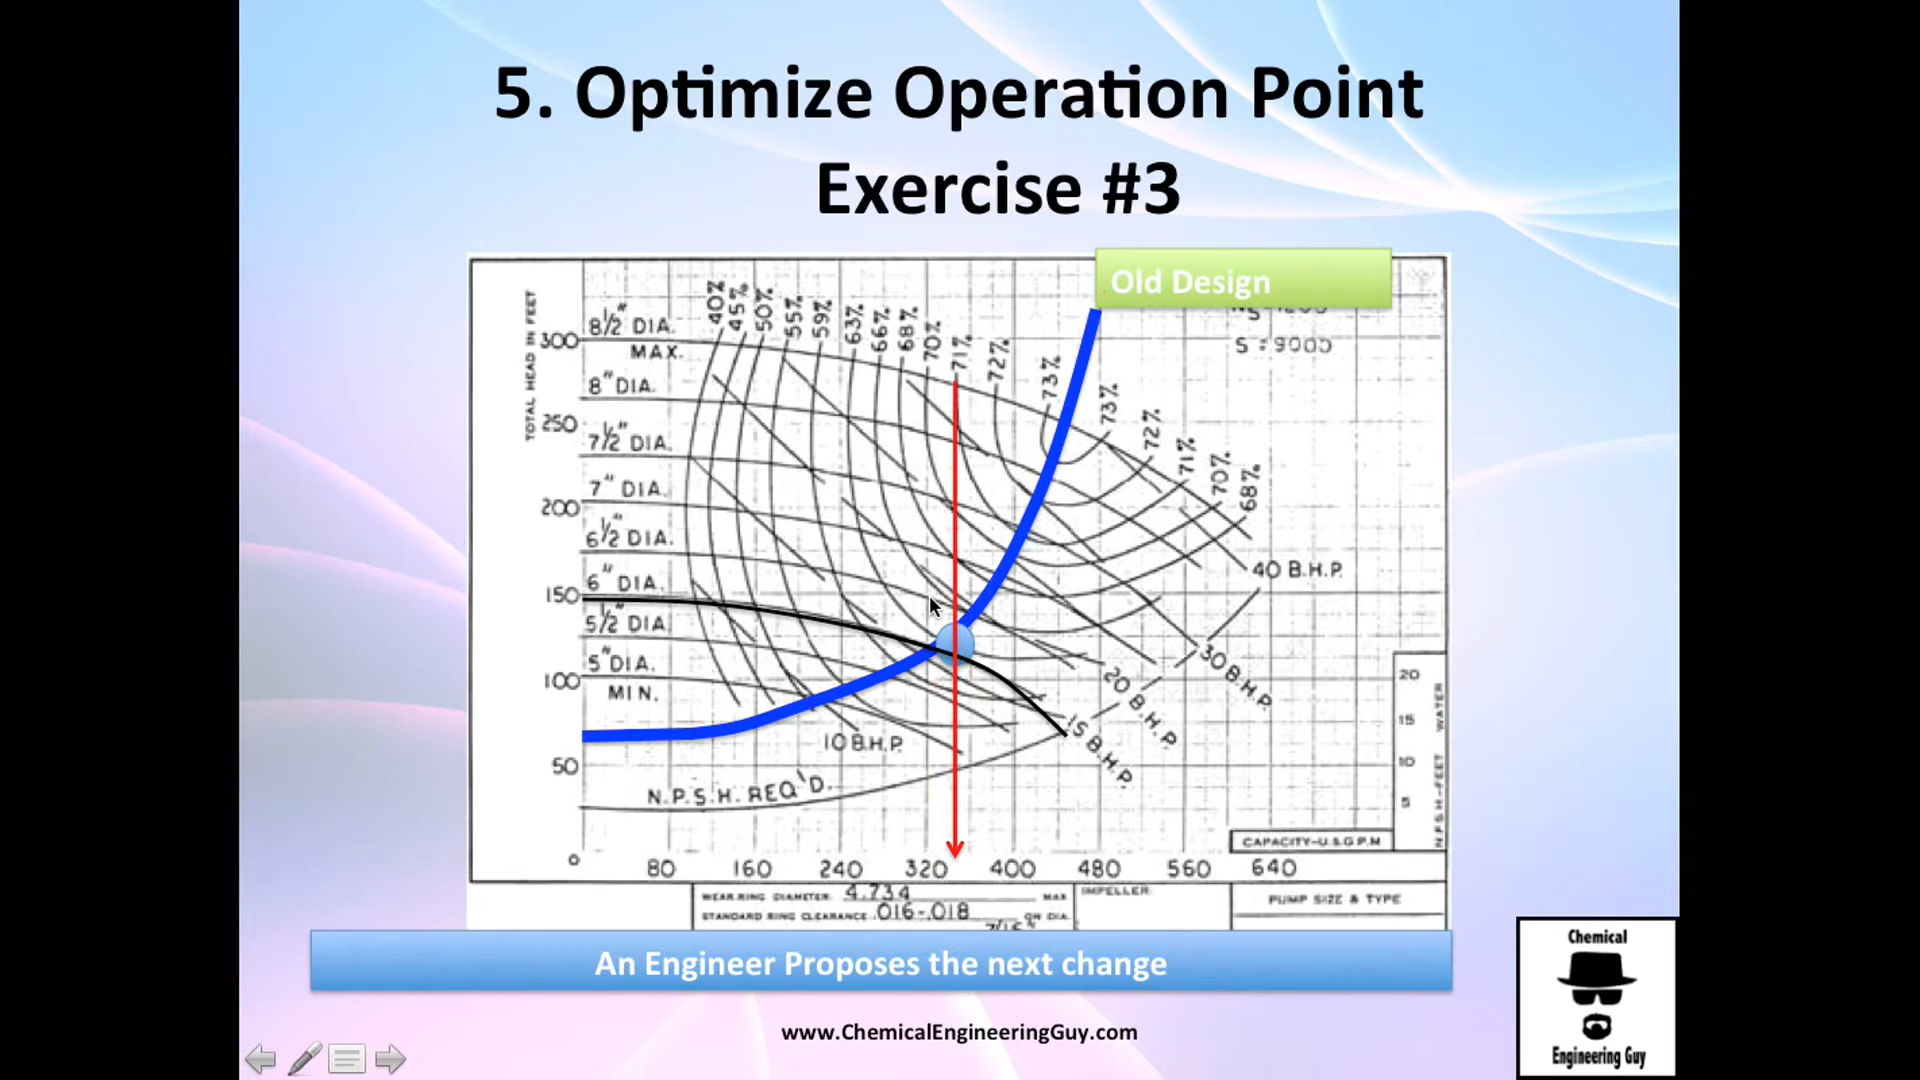 5. Optimize Operation Point
Exercise #3
Old Design
S = 9000
TOTAL HEAD IN FEET
300
250
200
150
100
50
0
8½" DIA.
MAX.
8" DIA.
7½" DIA.
7" DIA.
6½" DIA.
6" DIA.
5½" DIA
5" DIA.
MIN.
40%
45%
50%
55%
59%
63%
66%
68%
70%
71%
72%
73%
73%
72%
71%
70%
68%
40 B.H.P.
30 B.H.P.
20 B.H.P.
15 B.H.P.
10 B.H.P.
N.P.S.H. REQ'D.
20
15
10
5
N.P.S.H.-FEET WATER
CAPACITY-U.S.G.P.M
80 160 240 320 400 480 560 640
WEAR RING DIAMETER: 4.734 MAX
STANDARD RING CLEARANCE .016-.018 ON DIA.
IMPELLER
PUMP SIZE & TYPE
An Engineer Proposes the next change
www.ChemicalEngineeringGuy.com
Chemical
Engineering Guy